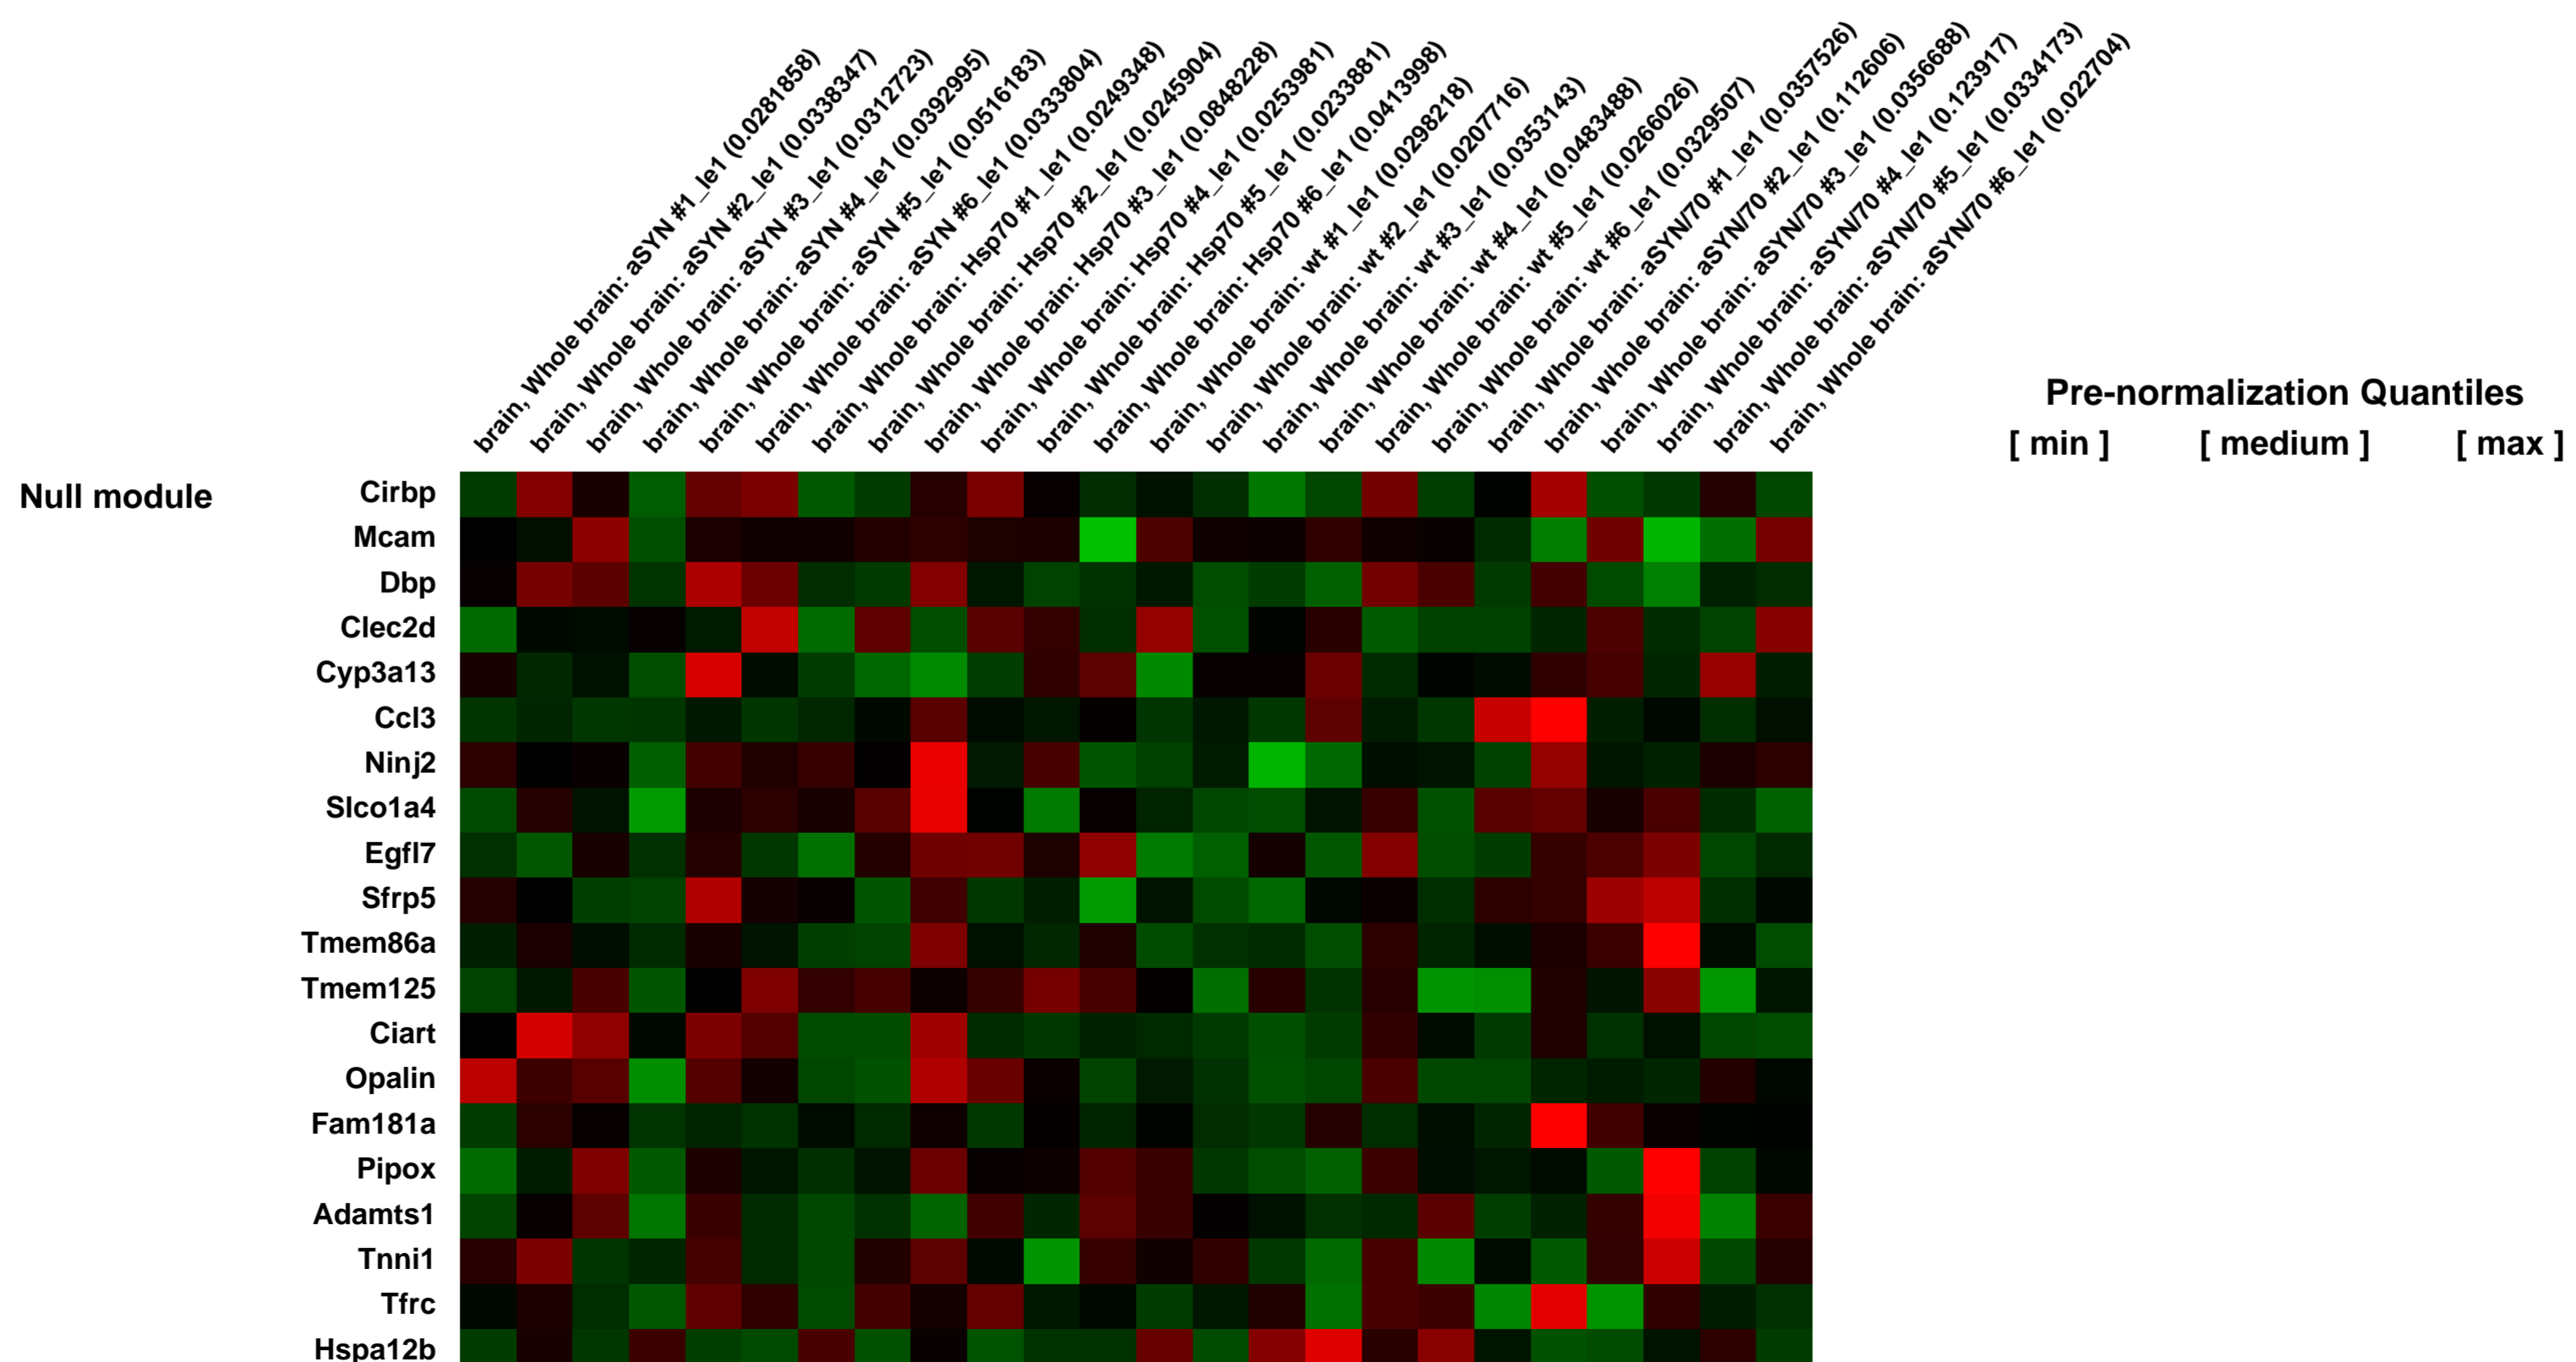 brain, Whole brain: aSYN #1_le1 (0.0281858)
brain, Whole brain: aSYN #2_le1 (0.0338347)
brain, Whole brain: aSYN #3_le1 (0.0312723)
brain, Whole brain: aSYN #4_le1 (0.0392995)
brain, Whole brain: aSYN #5_le1 (0.0516183)
brain, Whole brain: aSYN #6_le1 (0.0333804)
brain, Whole brain: Hsp70 #1_le1 (0.0249348)
brain, Whole brain: Hsp70 #2_le1 (0.0245904)
brain, Whole brain: Hsp70 #3_le1 (0.0848228)
brain, Whole brain: Hsp70 #4_le1 (0.0253981)
brain, Whole brain: Hsp70 #5_le1 (0.0233881)
brain, Whole brain: Hsp70 #6_le1 (0.0413998)
brain, Whole brain: wt #1_le1 (0.0298218)
brain, Whole brain: wt #2_le1 (0.0207716)
brain, Whole brain: wt #3_le1 (0.0353143)
brain, Whole brain: wt #4_le1 (0.0483488)
brain, Whole brain: wt #5_le1 (0.0266026)
brain, Whole brain: wt #6_le1 (0.0329507)
brain, Whole brain: aSYN/70 #1_le1 (0.0357526)
brain, Whole brain: aSYN/70 #2_le1 (0.112606)
brain, Whole brain: aSYN/70 #3_le1 (0.0356688)
brain, Whole brain: aSYN/70 #4_le1 (0.123917)
brain, Whole brain: aSYN/70 #5_le1 (0.0334173)
brain, Whole brain: aSYN/70 #6_le1 (0.022704)
Pre-normalization Quantiles
[ min ] [ medium ] [ max ]
Null module
Cirbp
Mcam
Dbp
Clec2d
Cyp3a13
Ccl3
Ninj2
Slco1a4
Egfl7
Sfrp5
Tmem86a
Tmem125
Ciart
Opalin
Fam181a
Pipox
Adamts1
Tnni1
Tfrc
Hspa12b